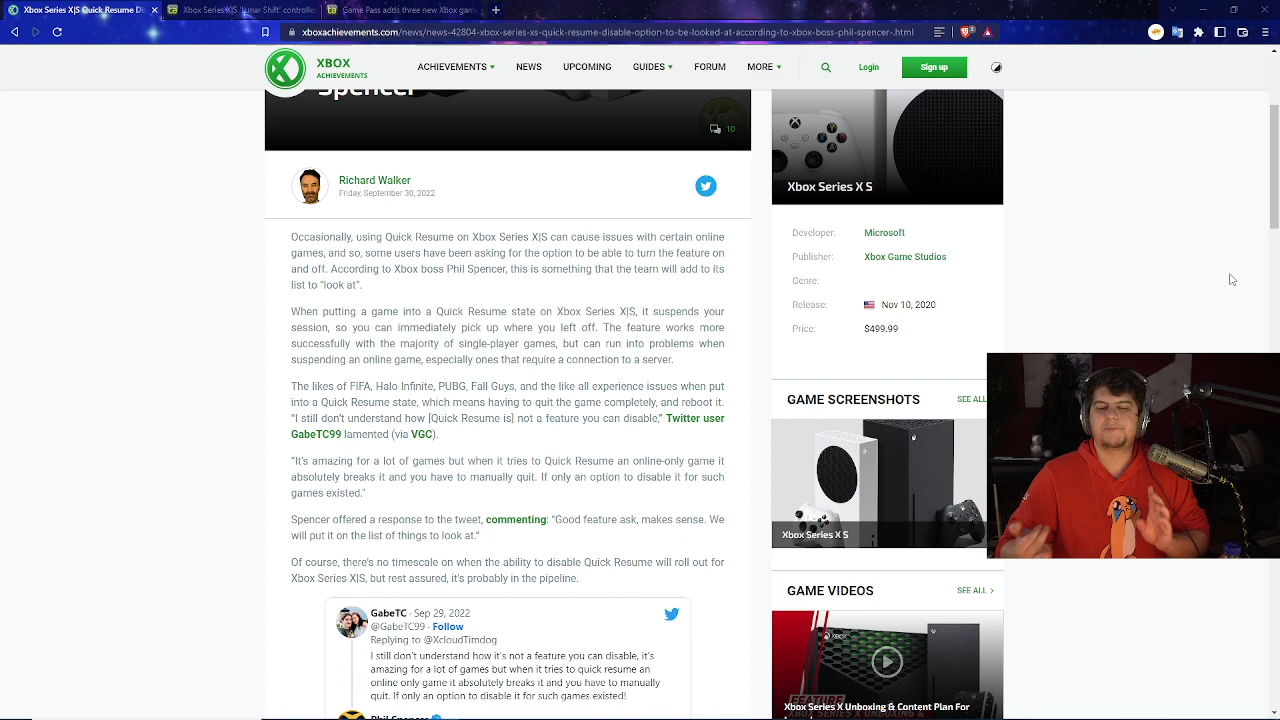 Xbox Series X|S Quick Resume Di
Xbox SeriesX|S 'Lunar Shift' controlle
Game Pass adding eight new Xbox gam
xboxachievements.com/news/news-42804-xbox-series-xs-quick-resume-disable-option-to-be-looked-at-according-to-xbox-boss-phil-spencer-.html
XBOX
ACHIEVEMENTS
ACHIEVEMENTS
NEWS
UPCOMING
GUIDES
FORUM
MORE
Login
Sign up
Spencer
10
Richard Walker
Friday, September 30, 2022
Occasionally, using Quick Resume on Xbox Series X|S can cause issues with certain online
games, and so, some users have been asking for the option to be able to turn the feature on
and off. According to Xbox boss Phil Spencer, this is something that the team will add to its
list to “look at”.
When putting a game into a Quick Resume state on Xbox Series X|S, it suspends your
session, so you can immediately pick up where you left off. The feature works more
successfully with the majority of single-player games, but can run into problems when
suspending an online game, especially ones that require a connection to a server.
The likes of FIFA, Halo Infinite, PUBG, Fall Guys, and the like all experience issues when put
into a Quick Resume state, which means having to quit the game completely, and reboot it.
“I still don’t understand how [Quick Resume is] not a feature you can disable,” Twitter user
GabeTC99 lamented (via VGC).
“It’s amazing for a lot of games but when it tries to Quick Resume an online-only game it
absolutely breaks it and you have to manually quit. If only an option to disable it for such
games existed.”
Spencer offered a response to the tweet, commenting: “Good feature ask, makes sense. We
will put it on the list of things to look at.”
Of course, there's no timescale on when the ability to disable Quick Resume will roll out for
Xbox Series X|S, but rest assured, it's probably in the pipeline.
GabeTC · Sep 29, 2022
@GabeTC99 · Follow
Replying to @XcloudTimdog
I still don’t understand how it’s not a feature you can disable, it’s
amazing for a lot of games but when it tries to quick resume an
online only game it absolutely breaks it and you have to manually
quit. If only an option to disable it for such games existed!
Xbox Series X S
Developer:
Microsoft
Publisher:
Xbox Game Studios
Genre:
Release:
Nov 10, 2020
Price:
$499.99
GAME SCREENSHOTS
SEE ALL
Xbox Series X S
GAME VIDEOS
SEE ALL
XBOX
FEATURE
Xbox Series X Unboxing & Content Plan For